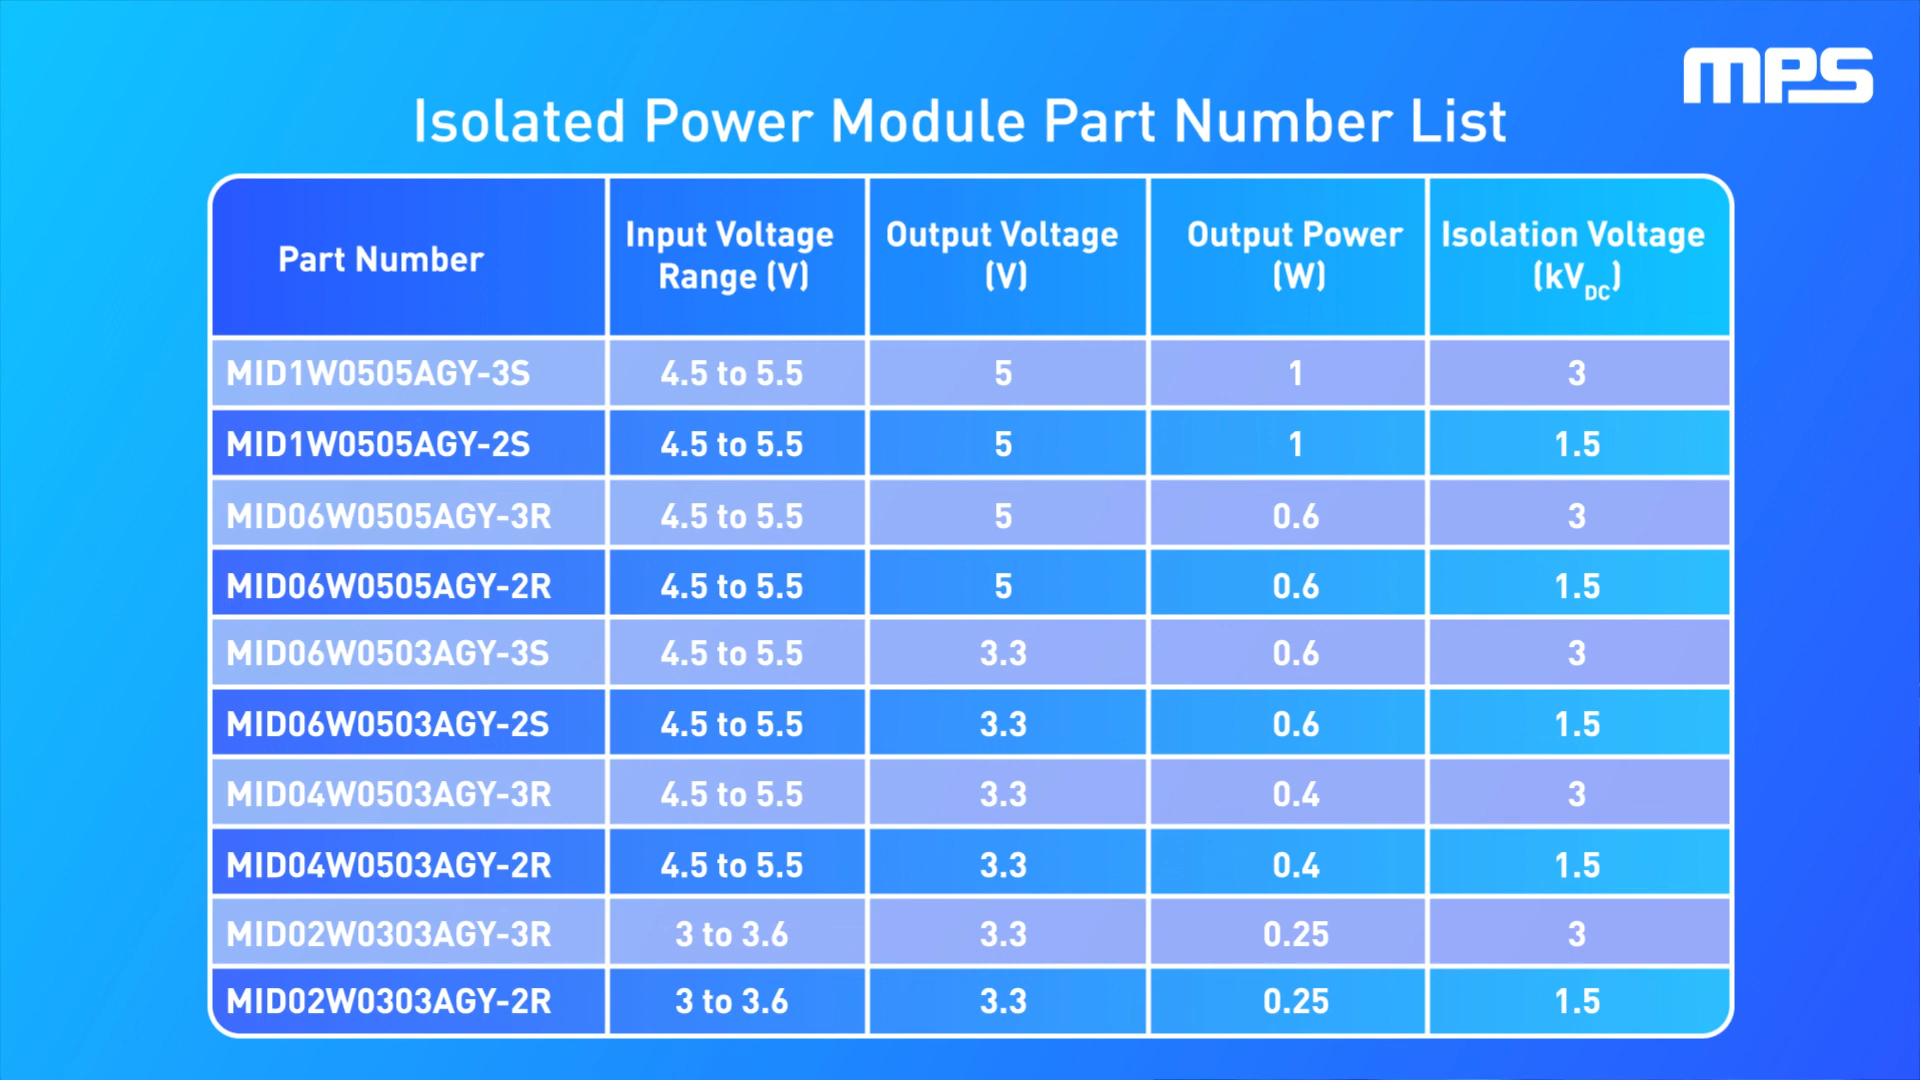 MPS
Isolated Power Module Part Number List
Part Number
Input Voltage
Range (V)
Output Voltage
(V)
Output Power
(W)
Isolation Voltage
(kVDC)
MID1W0505AGY-3S 4.5 to 5.5 5 1 3
MID1W0505AGY-2S 4.5 to 5.5 5 1 1.5
MID06W0505AGY-3R 4.5 to 5.5 5 0.6 3
MID06W0505AGY-2R 4.5 to 5.5 5 0.6 1.5
MID06W0503AGY-3S 4.5 to 5.5 3.3 0.6 3
MID06W0503AGY-2S 4.5 to 5.5 3.3 0.6 1.5
MID04W0503AGY-3R 4.5 to 5.5 3.3 0.4 3
MID04W0503AGY-2R 4.5 to 5.5 3.3 0.4 1.5
MID02W0303AGY-3R 3 to 3.6 3.3 0.25 3
MID02W0303AGY-2R 3 to 3.6 3.3 0.25 1.5